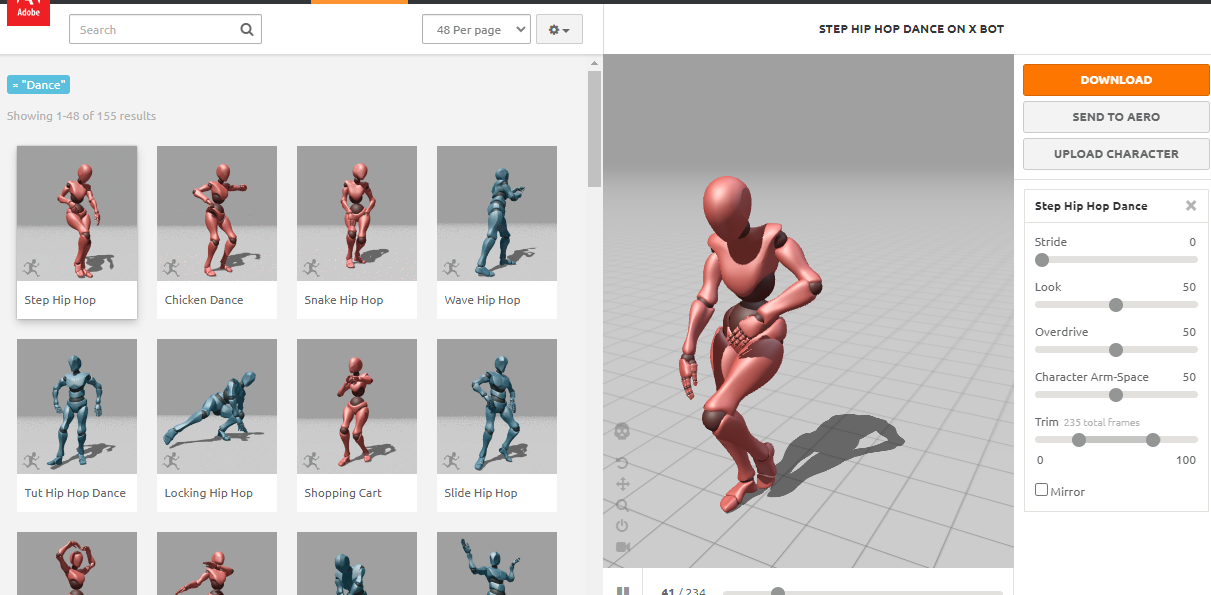 Adobe
Search
48 Per page
× "Dance"
Showing 1-48 of 155 results
Step Hip Hop
Chicken Dance
Snake Hip Hop
Wave Hip Hop
Tut Hip Hop Dance
Locking Hip Hop
Shopping Cart
Slide Hip Hop
STEP HIP HOP DANCE ON X BOT
41 / 234
DOWNLOAD
SEND TO AERO
UPLOAD CHARACTER
Step Hip Hop Dance ×
Stride 0
Look 50
Overdrive 50
Character Arm-Space 50
Trim 235 total frames
0 100
Mirror